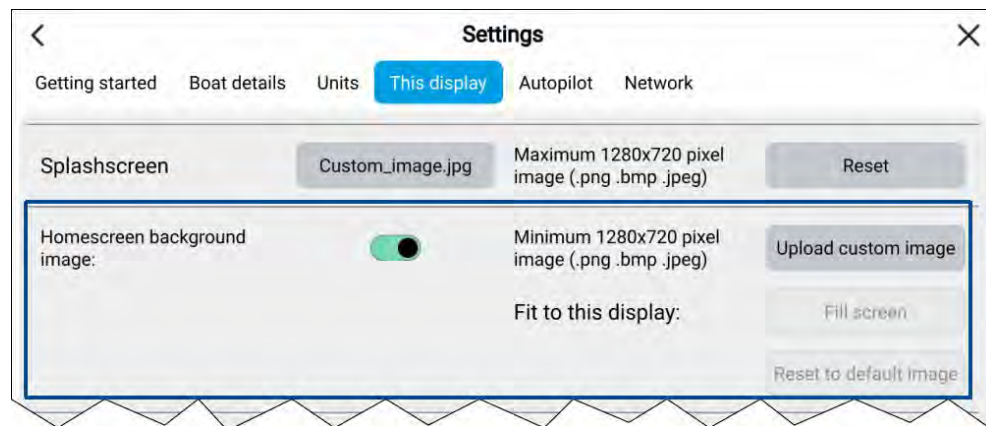 Settings
Getting started Boat details Units This display Autopilot Network
Splashscreen
Custom_image.jpg
Maximum 1280x720 pixel
image (.png .bmp .jpeg)
Reset
Homescreen background
image:
Minimum 1280x720 pixel
image (.png .bmp .jpeg)
Upload custom image
Fit to this display:
Fill screen
Reset to default image